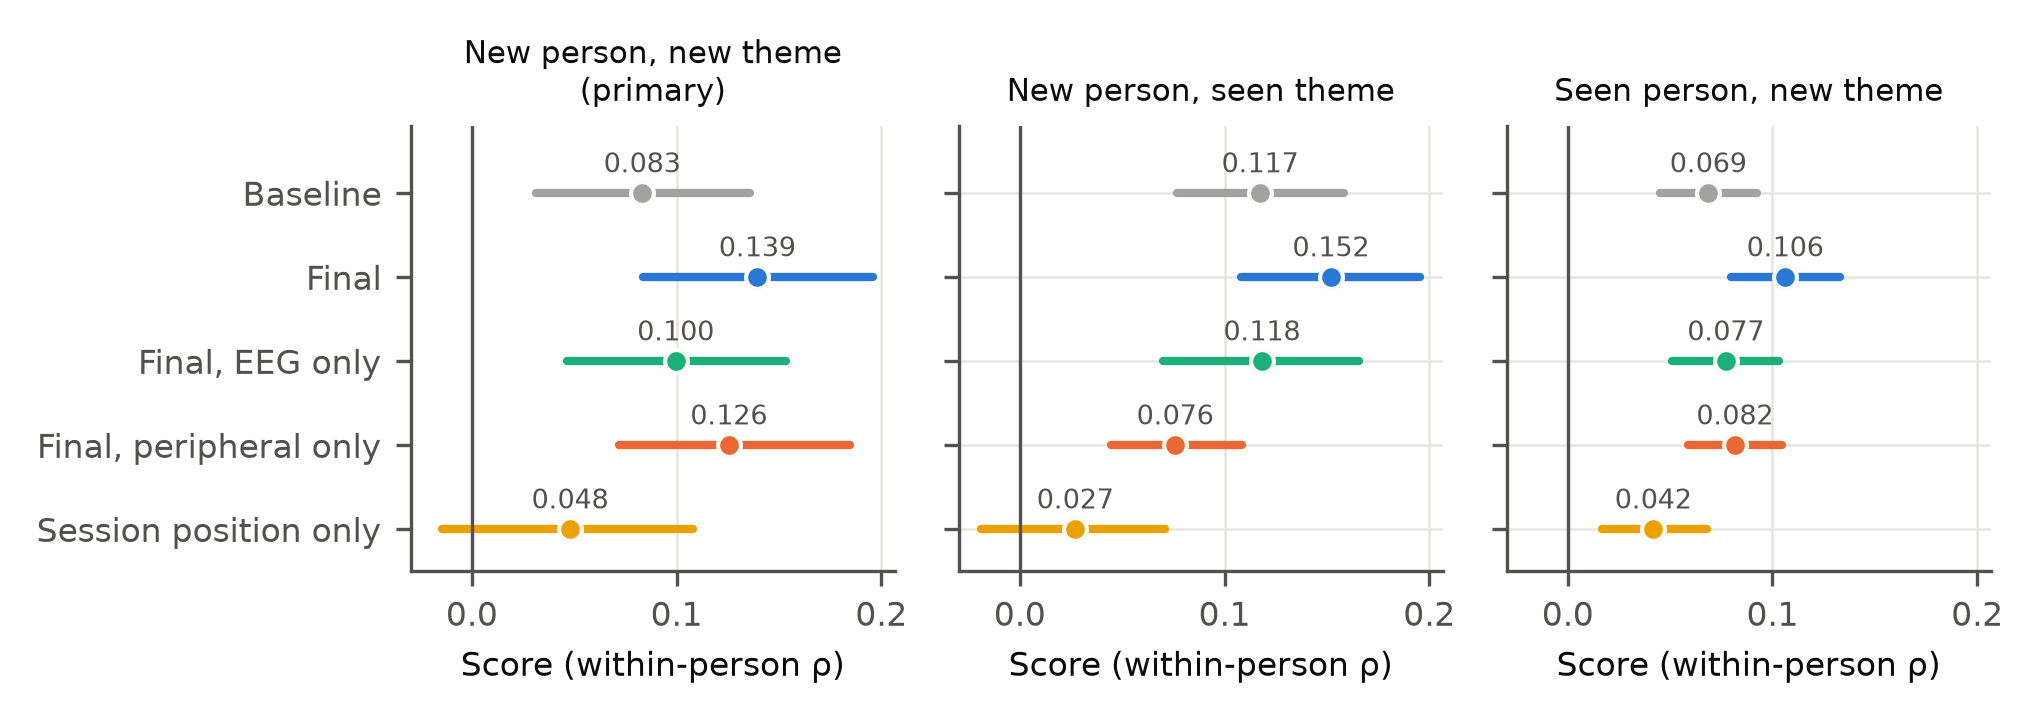 New person, new theme
(primary)
New person, seen theme
Seen person, new theme
Baseline
0.083
0.117
0.069
Final
0.139
0.152
0.106
Final, EEG only
0.100
0.118
0.077
Final, peripheral only
0.126
0.076
0.082
Session position only
0.048
0.027
0.042
0.0 0.1 0.2
0.0 0.1 0.2
0.0 0.1 0.2
Score (within-person ρ)
Score (within-person ρ)
Score (within-person ρ)